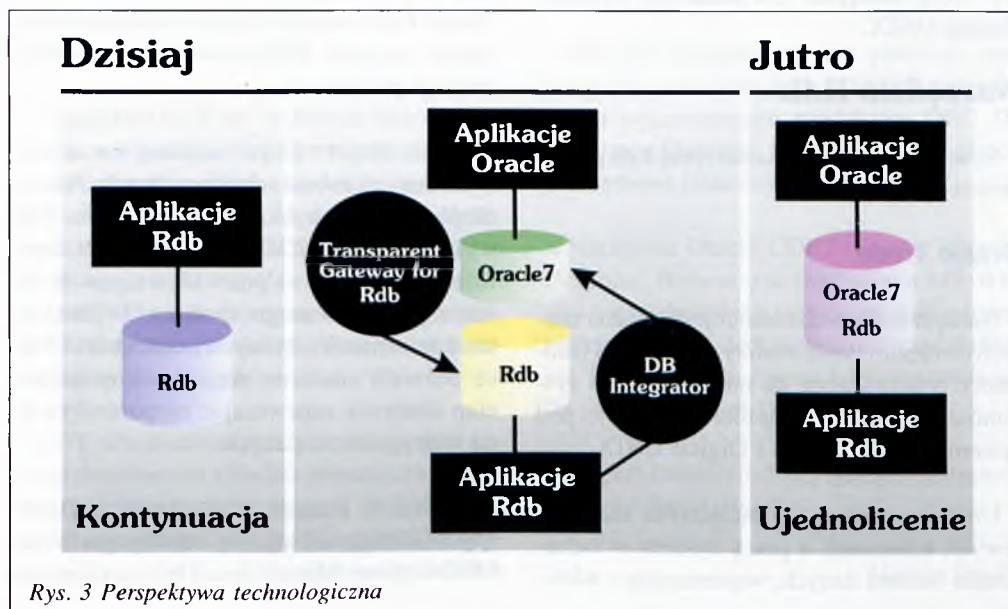 Dzisiaj
Jutro
Aplikacje
Rdb
Rdb
Kontynuacja
Aplikacje
Oracle
Transparent
Gateway for
Rdb
Oracle7
Rdb
DB
Integrator
Aplikacje
Rdb
Aplikacje
Oracle
Oracle7
Rdb
Aplikacje
Rdb
Ujednolicenie
Rys. 3 Perspektywa technologiczna